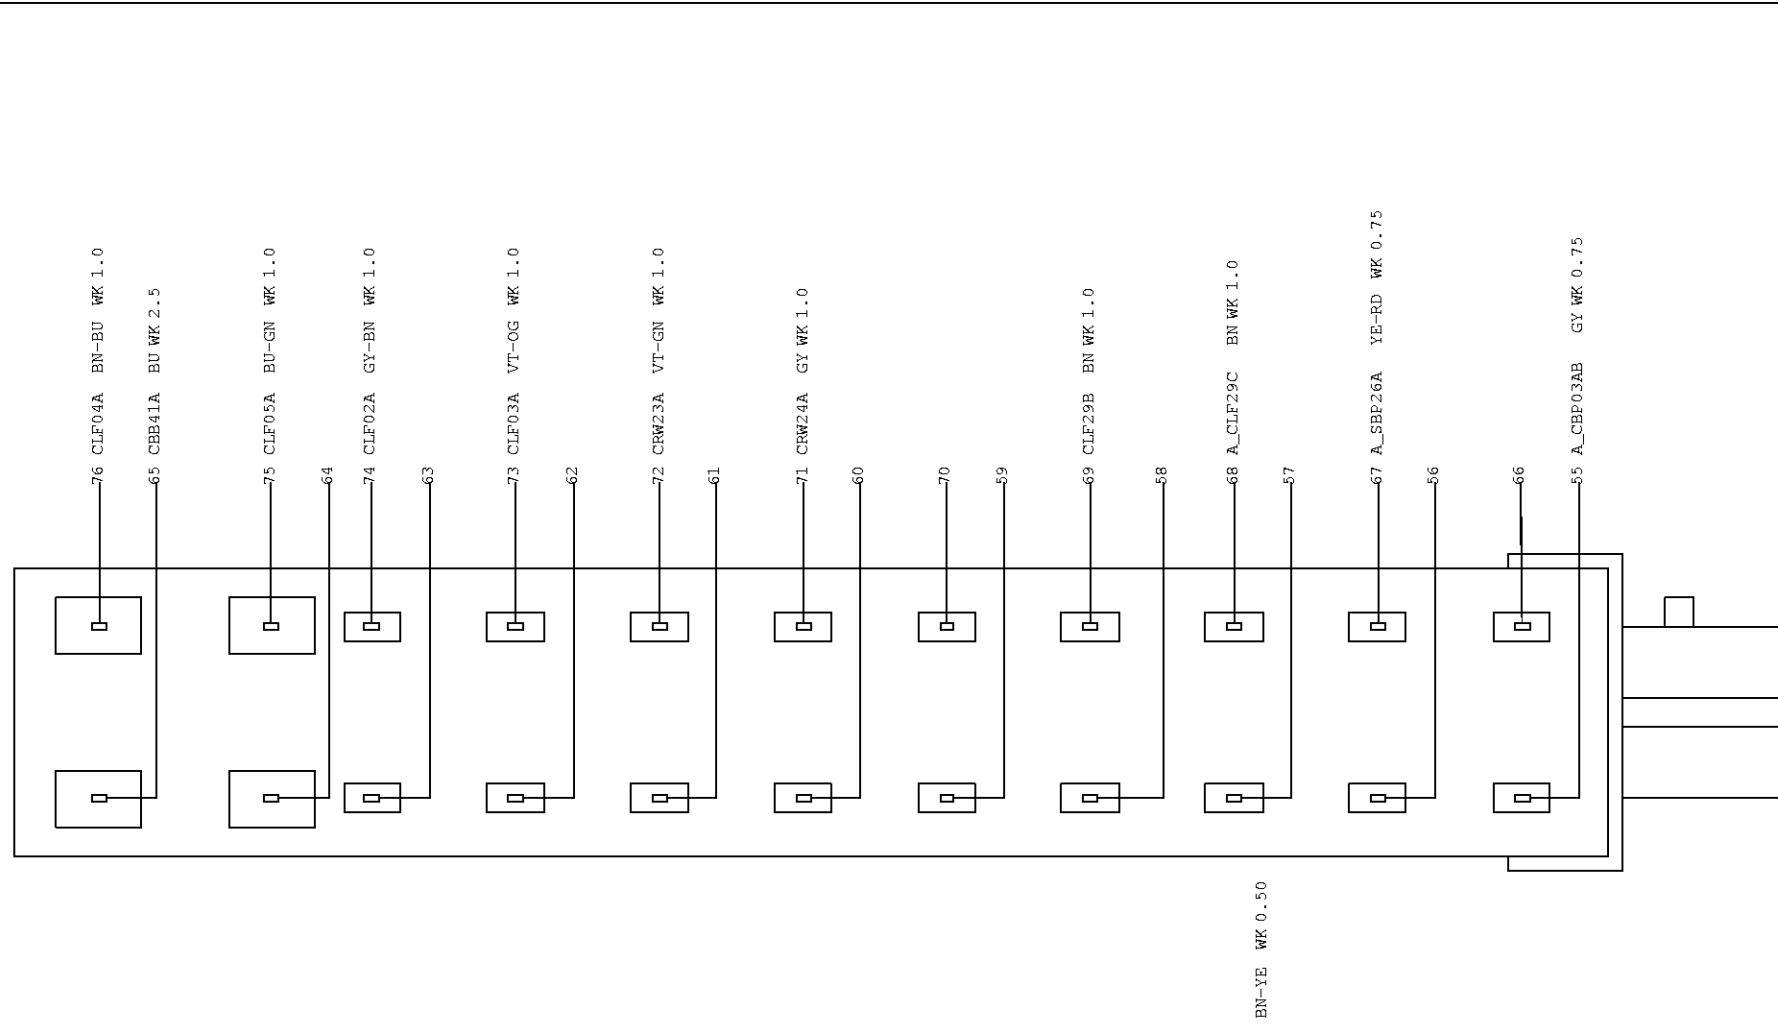 76 CLF04A BN-BU WK 1.0
65 CBB41A BU WK 2.5
75 CLF05A BU-GN WK 1.0
64
74 CLF02A GY-BN WK 1.0
63
73 CLF03A VT-OG WK 1.0
62
72 CRW23A VT-GN WK 1.0
61
71 CRW24A GY WK 1.0
60
70
59
69 CLF29B BN WK 1.0
58
68 A_CLF29C BN WK 1.0
57
67 A_SBP26A YE-RD WK 0.75
56
66
55 A_CBP03AB GY WK 0.75
BN-YE WK 0.50